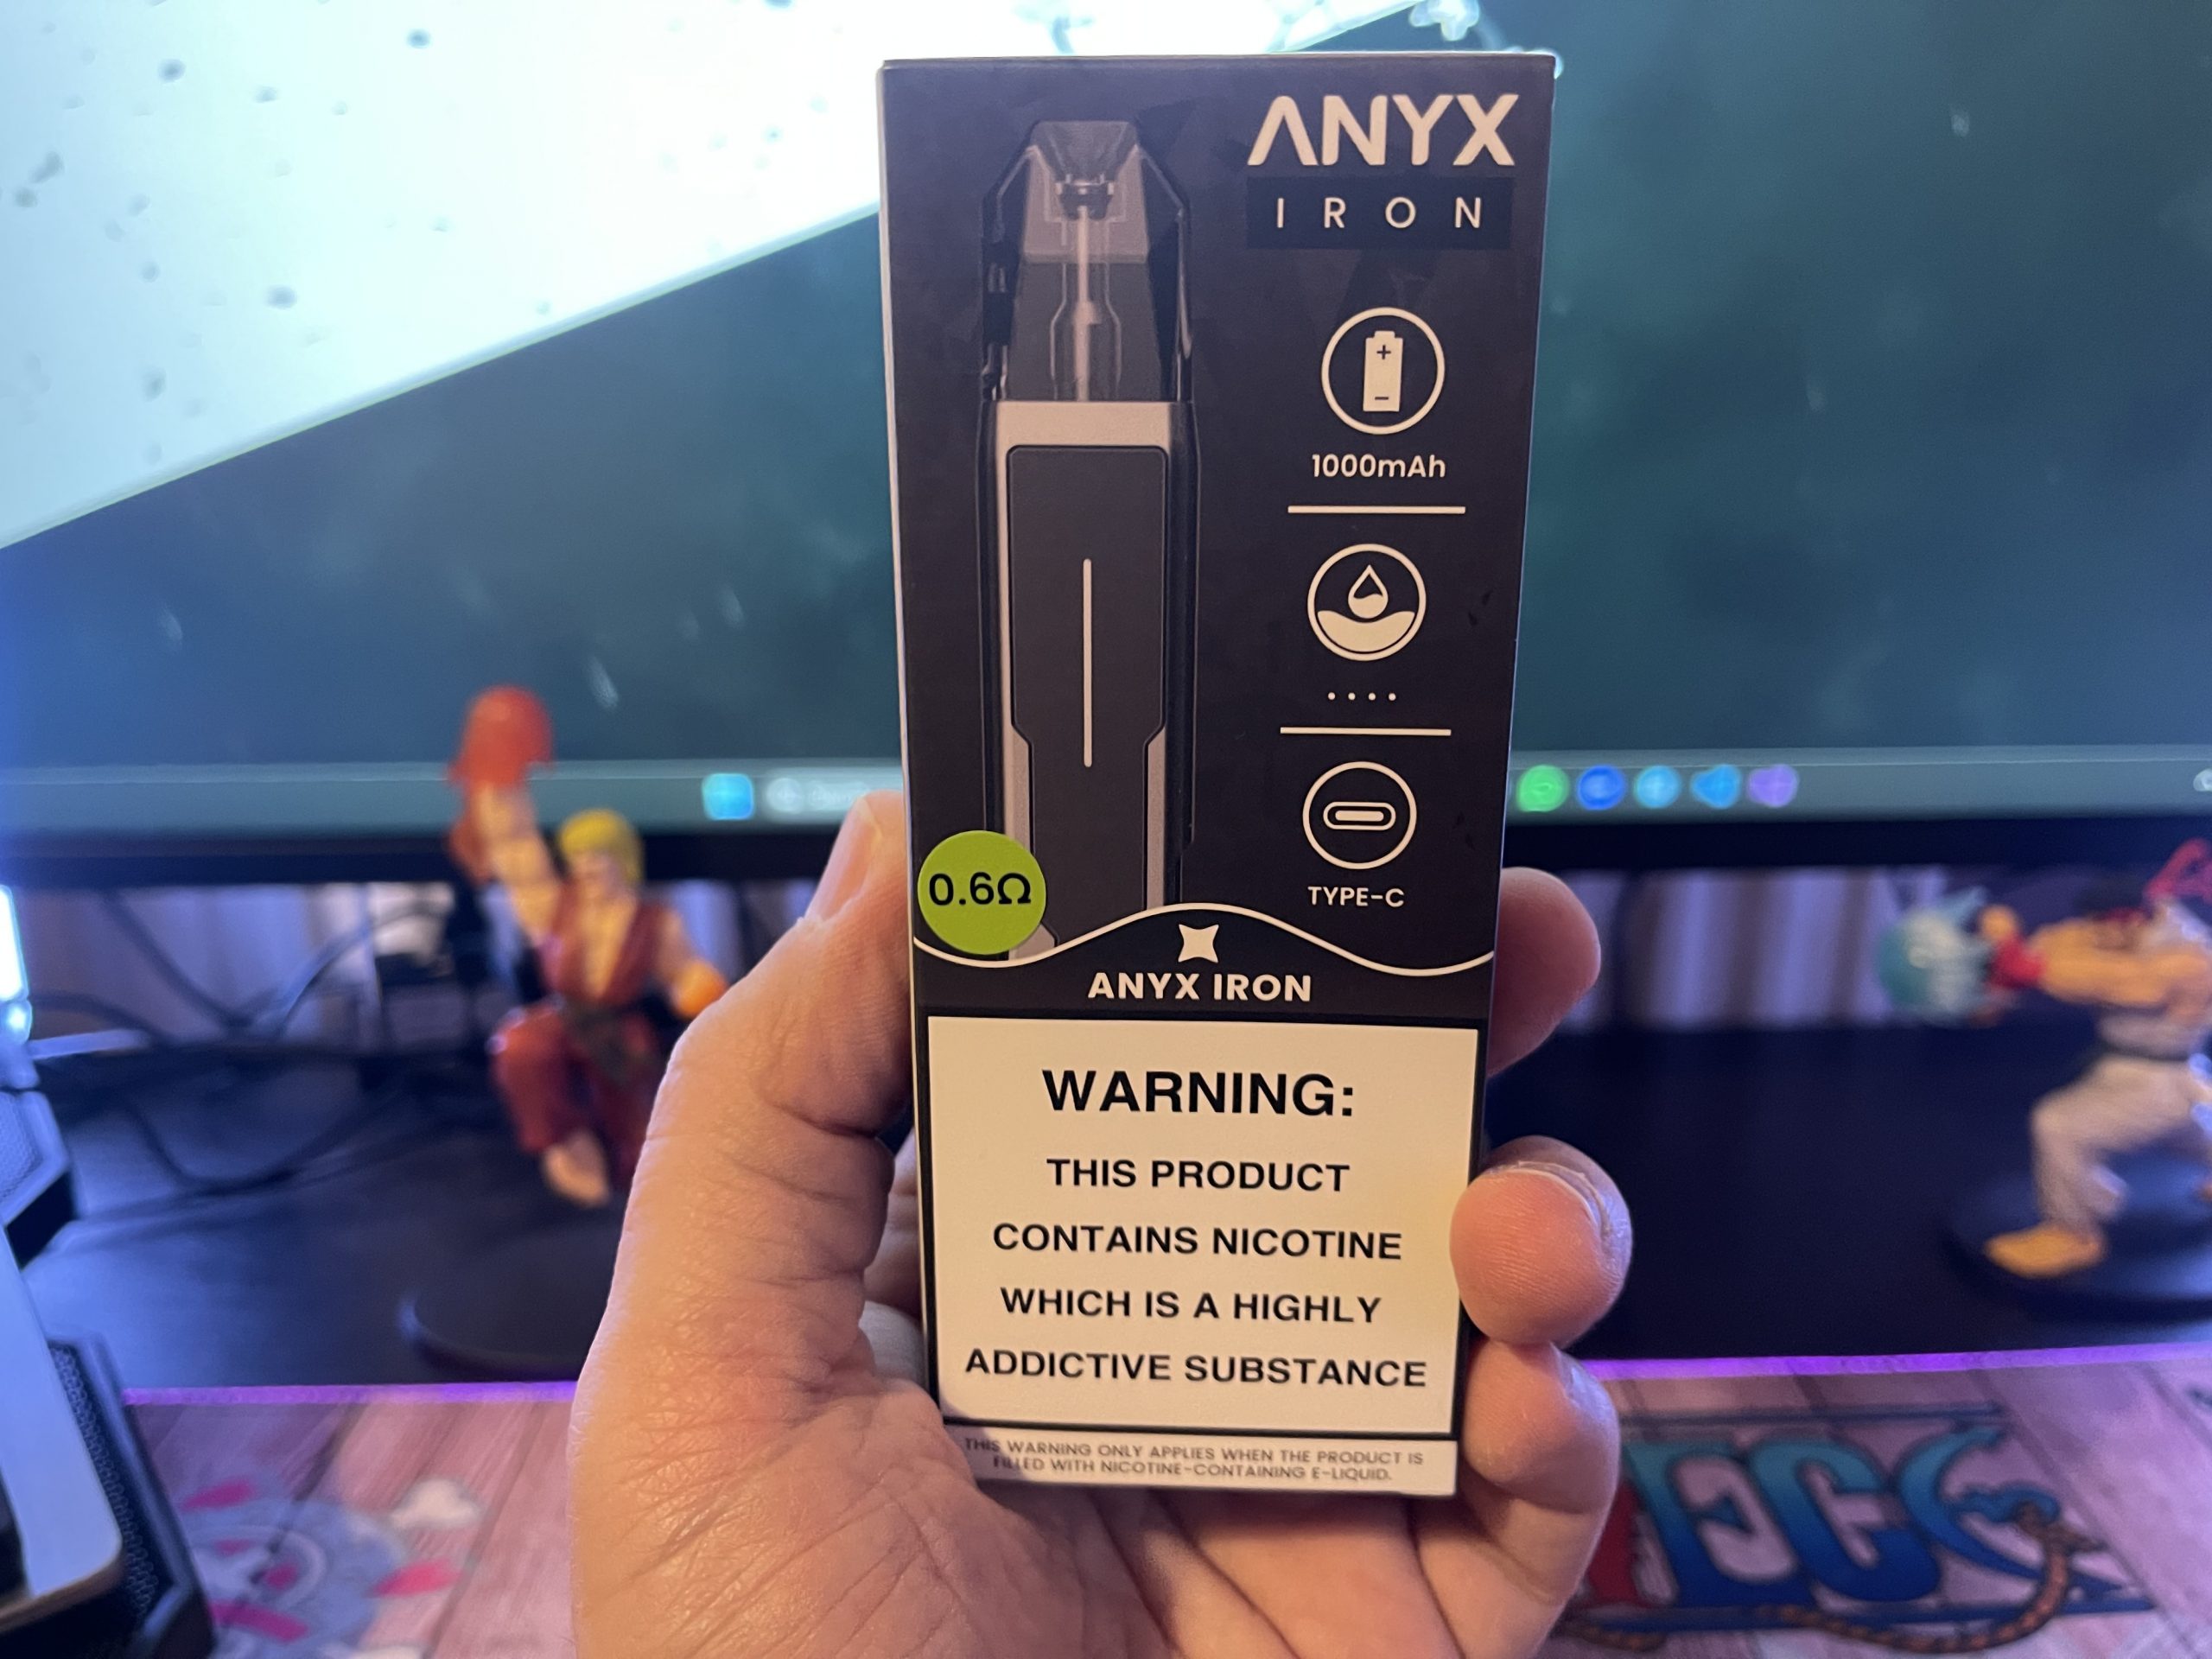 ANYX
IRON
1000mAh
TYPE-C
0.6Ω
ANYX IRON
WARNING:
THIS PRODUCT
CONTAINS NICOTINE
WHICH IS A HIGHLY
ADDICTIVE SUBSTANCE
THIS WARNING ONLY APPLIES WHEN THE PRODUCT IS
FILLED WITH NICOTINE-CONTAINING E-LIQUID.